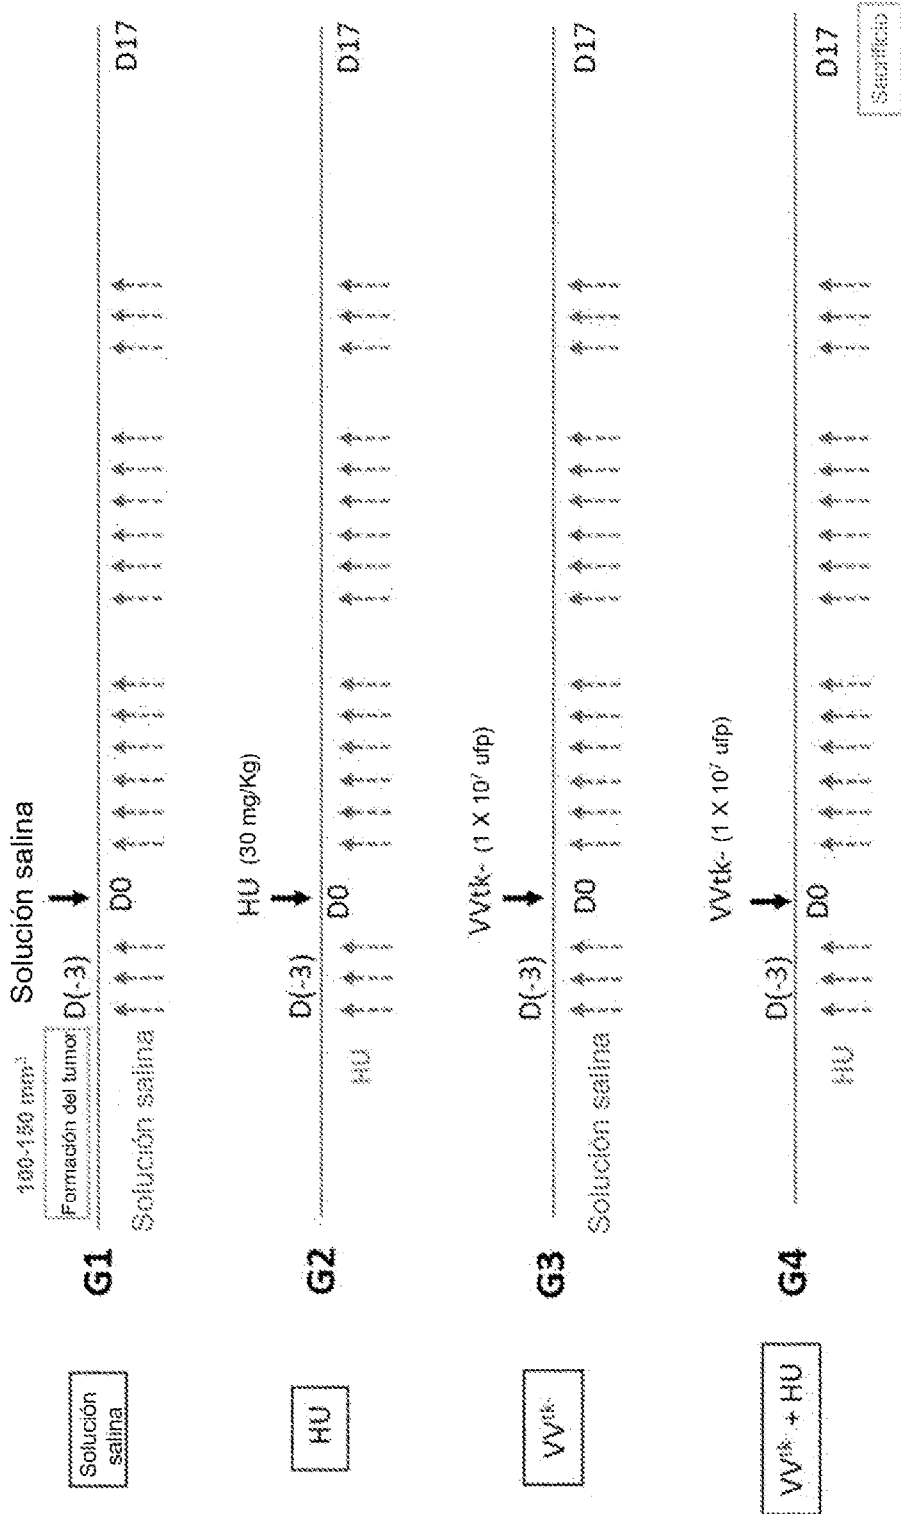 Solución
salina
G1
100-150 mm³
Formación del tumor
Solución salina
D(-3)
Solución salina
D0
D17
HU
G2
HU
D(-3)
HU (30 mg/Kg)
D0
D17
VVtk-
G3
Solución salina
D(-3)
VVtk- (1 X 10⁷ ufp)
D0
D17
VVtk- + HU
G4
HU
D(-3)
VVtk- (1 X 10⁷ ufp)
D0
D17
Sacrificio